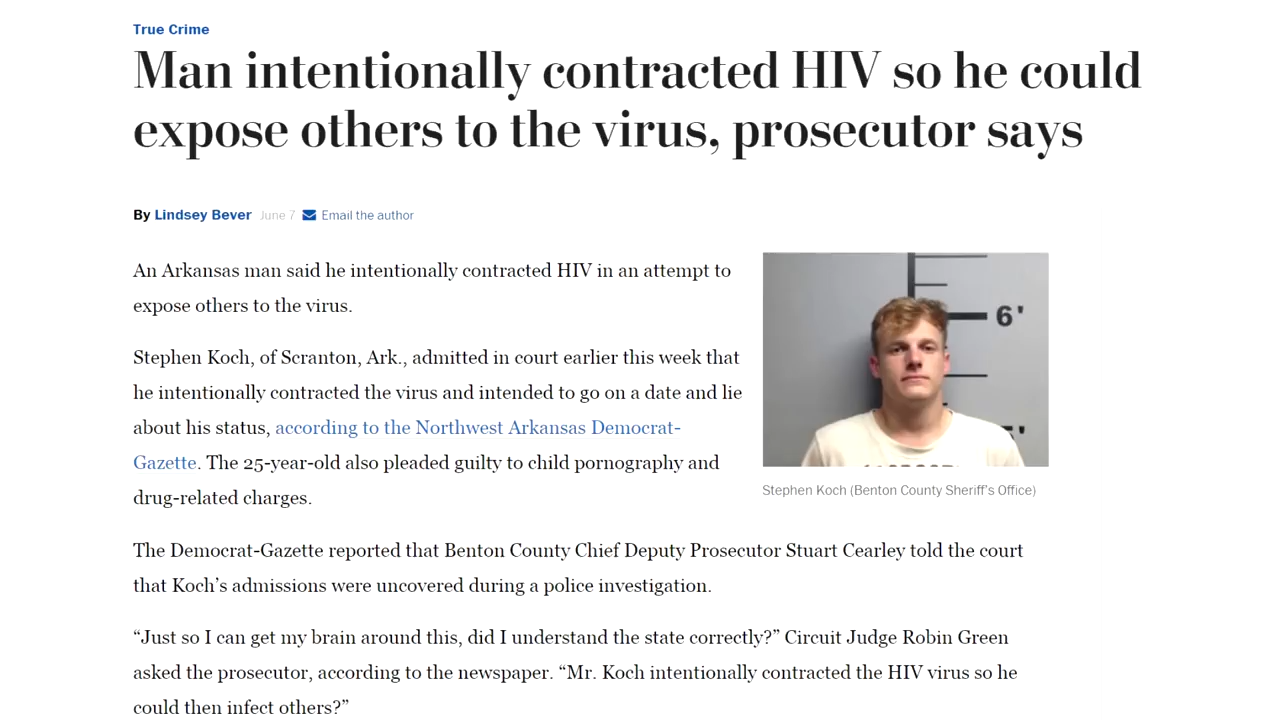 True Crime
Man intentionally contracted HIV so he could
expose others to the virus, prosecutor says
By Lindsey Bever June 7 Email the author
An Arkansas man said he intentionally contracted HIV in an attempt to
expose others to the virus.
Stephen Koch, of Scranton, Ark., admitted in court earlier this week that
he intentionally contracted the virus and intended to go on a date and lie
about his status, according to the Northwest Arkansas Democrat-
Gazette. The 25-year-old also pleaded guilty to child pornography and
drug-related charges.
6'
5'
Stephen Koch (Benton County Sheriff's Office)
The Democrat-Gazette reported that Benton County Chief Deputy Prosecutor Stuart Cearley told the court
that Koch’s admissions were uncovered during a police investigation.
“Just so I can get my brain around this, did I understand the state correctly?” Circuit Judge Robin Green
asked the prosecutor, according to the newspaper. “Mr. Koch intentionally contracted the HIV virus so he
could then infect others?”